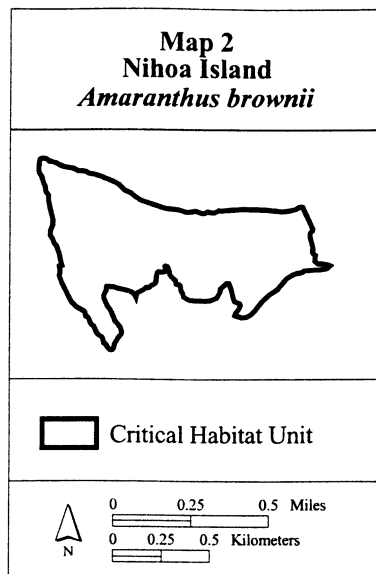 Map 2
Nihoa Island
Amaranthus brownii
Critical Habitat Unit
0 0.25 0.5 Miles
0 0.25 0.5 Kilometers
N